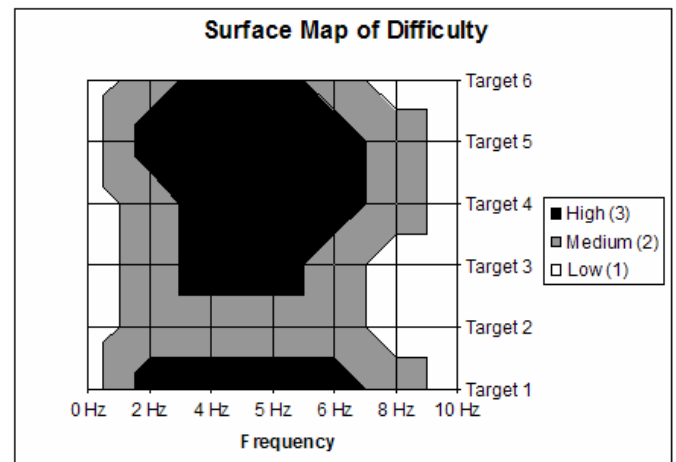 Surface Map of Difficulty
Target 6
Target 5
Target 4
Target 3
Target 2
Target 1
High (3)
Medium (2)
Low (1)
0 Hz 2 Hz 4 Hz 5 Hz 6 Hz 8 Hz 10 Hz
Frequency